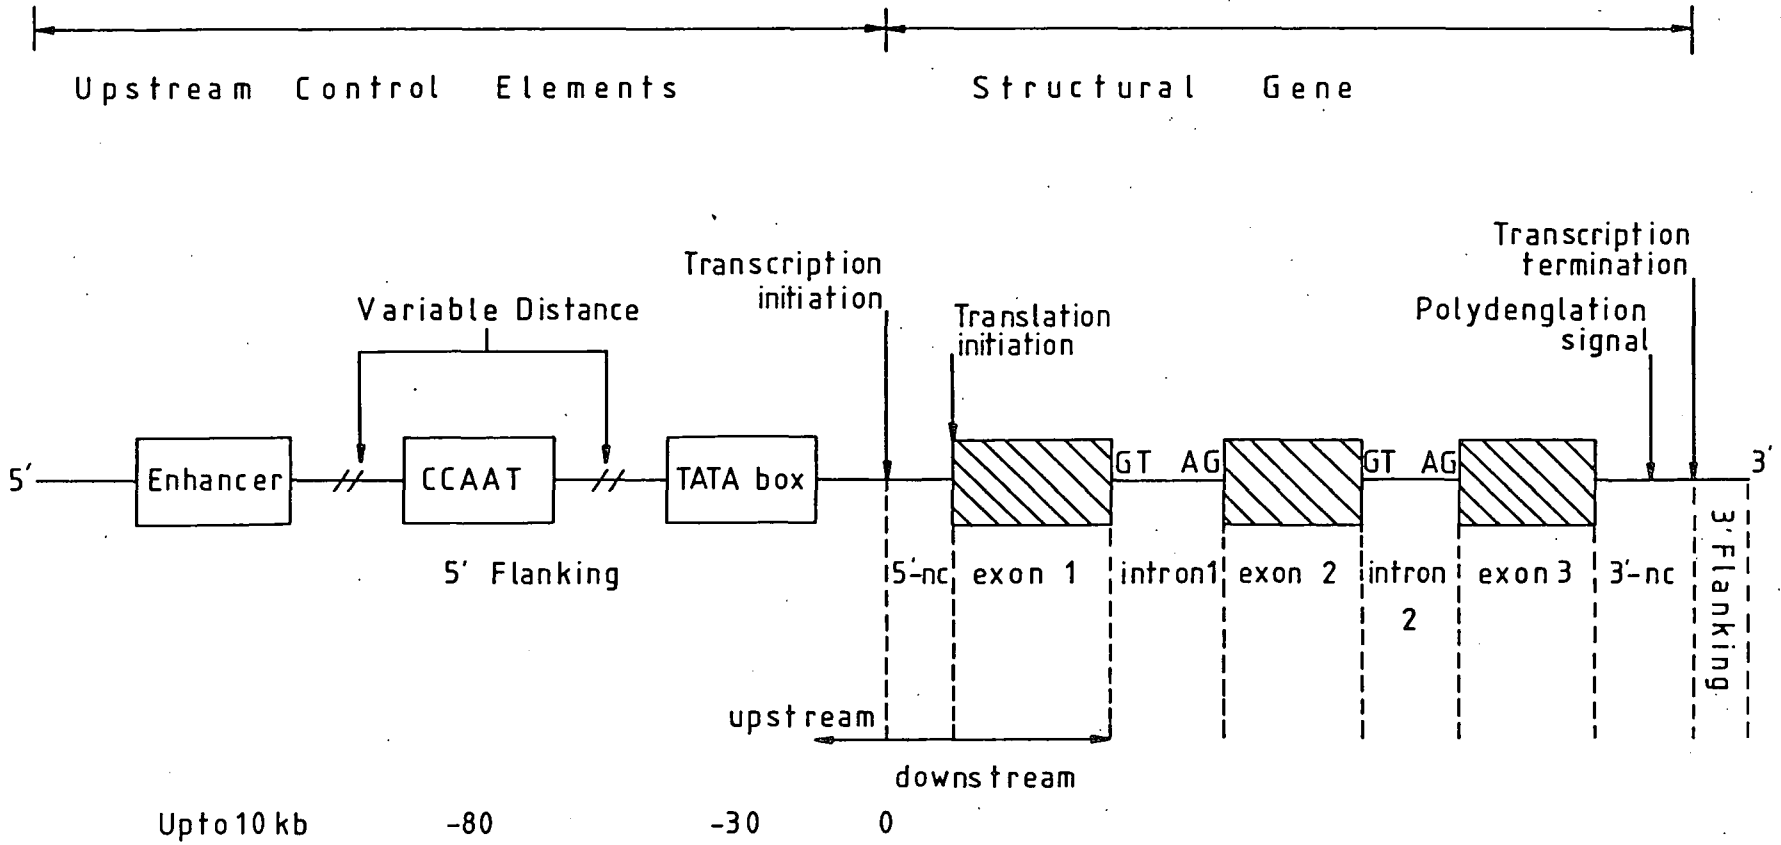 Upstream Control Elements
Structural Gene
Transcription
termination
Transcription
initiation
Variable Distance
Translation
initiation
Polydenglation
signal
5' Enhancer CCAAT TATA box GT AG GT AG 3'
5' Flanking
5'-nc exon 1 intron1 exon 2 intron
2
exon 3 3'-nc
3' Flanking
upstream
downstream
Upto 10 kb -80 -30 0